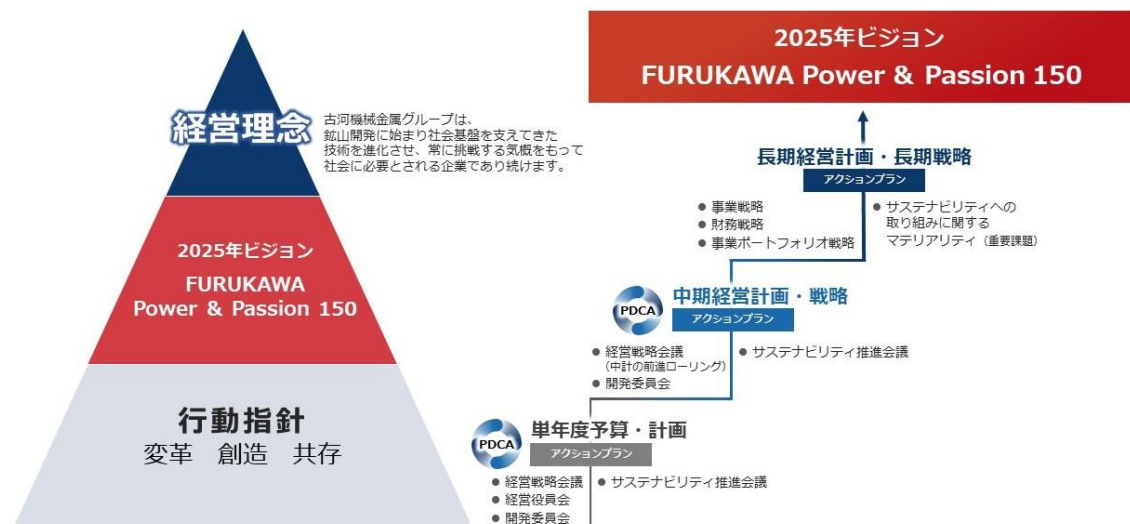 経営理念
古河機械金属グループは、
鉱山開発に始まり社会基盤を支えてきた
技術を進化させ、常に挑戦する気概をもって
社会に必要とされる企業であり続けます。
2025年ビジョン
FURUKAWA
Power & Passion 150
行動指針
変革 創造 共存
2025年ビジョン
FURUKAWA Power & Passion 150
長期経営計画・長期戦略
アクションプラン
● 事業戦略
● 財務戦略
● 事業ポートフォリオ戦略
● サステナビリティへの
取り組みに関する
マテリアリティ（重要課題）
PDCA
中期経営計画・戦略
アクションプラン
● 経営戦略会議
（中計の前進ローリング）
● 開発委員会
● サステナビリティ推進会議
PDCA
単年度予算・計画
アクションプラン
● 経営戦略会議
● 経営役員会
● 開発委員会
● サステナビリティ推進会議